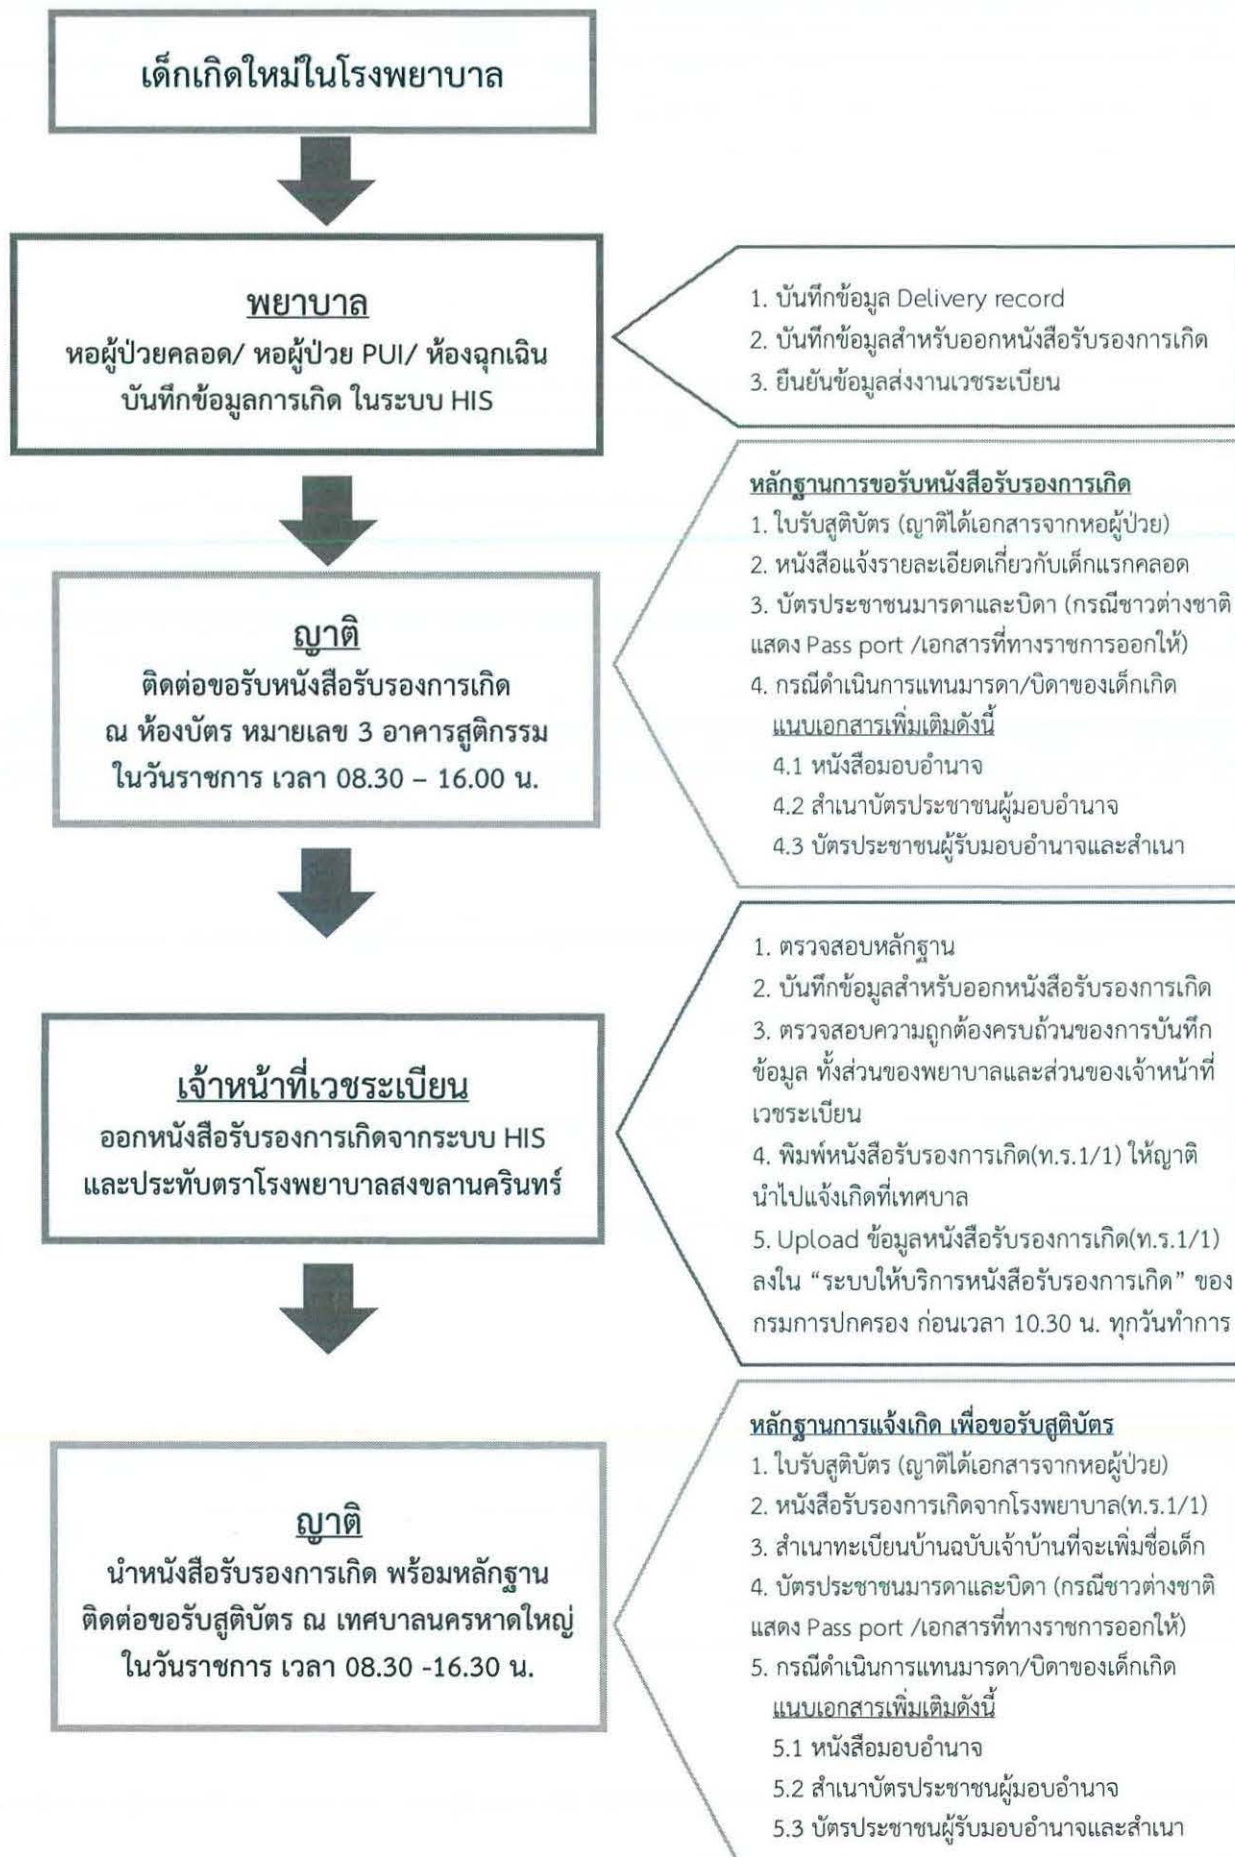 เด็กเกิดใหม่ในโรงพยาบาล
พยาบาล
หอผู้ป่วยคลอด/ หอผู้ป่วย PUI/ ห้องฉุกเฉิน
บันทึกข้อมูลการเกิด ในระบบ HIS
1. บันทึกข้อมูล Delivery record
2. บันทึกข้อมูลสำหรับออกหนังสือรับรองการเกิด
3. ยืนยันข้อมูลส่งงานเวชระเบียน
ญาติ
ติดต่อขอรับหนังสือรับรองการเกิด
ณ ห้องบัตร หมายเลข 3 อาคารสูติกรรม
ในวันราชการ เวลา 08.30 – 16.00 น.
หลักฐานการขอรับหนังสือรับรองการเกิด
1. ใบรับสูติบัตร (ญาติได้เอกสารจากหอผู้ป่วย)
2. หนังสือแจ้งรายละเอียดเกี่ยวกับเด็กแรกคลอด
3. บัตรประชาชนมารดาและบิดา (กรณีชาวต่างชาติ
แสดง Pass port /เอกสารที่ทางราชการออกให้)
4. กรณีดำเนินการแทนมารดา/บิดาของเด็กเกิด
แนบเอกสารเพิ่มเติมดังนี้
4.1 หนังสือมอบอำนาจ
4.2 สำเนาบัตรประชาชนผู้มอบอำนาจ
4.3 บัตรประชาชนผู้รับมอบอำนาจและสำเนา
เจ้าหน้าที่เวชระเบียน
ออกหนังสือรับรองการเกิดจากระบบ HIS
และประทับตราโรงพยาบาลสงขลานครินทร์
1. ตรวจสอบหลักฐาน
2. บันทึกข้อมูลสำหรับออกหนังสือรับรองการเกิด
3. ตรวจสอบความถูกต้องครบถ้วนของการบันทึก
ข้อมูล ทั้งส่วนของพยาบาลและส่วนของเจ้าหน้าที่
เวชระเบียน
4. พิมพ์หนังสือรับรองการเกิด(ท.ร.1/1) ให้ญาติ
นำไปแจ้งเกิดที่เทศบาล
5. Upload ข้อมูลหนังสือรับรองการเกิด(ท.ร.1/1)
ลงใน “ระบบให้บริการหนังสือรับรองการเกิด” ของ
กรมการปกครอง ก่อนเวลา 10.30 น. ทุกวันทำการ
ญาติ
นำหนังสือรับรองการเกิด พร้อมหลักฐาน
ติดต่อขอรับสูติบัตร ณ เทศบาลนครหาดใหญ่
ในวันราชการ เวลา 08.30 -16.30 น.
หลักฐานการแจ้งเกิด เพื่อขอรับสูติบัตร
1. ใบรับสูติบัตร (ญาติได้เอกสารจากหอผู้ป่วย)
2. หนังสือรับรองการเกิดจากโรงพยาบาล(ท.ร.1/1)
3. สำเนาทะเบียนบ้านฉบับเจ้าบ้านที่จะเพิ่มชื่อเด็ก
4. บัตรประชาชนมารดาและบิดา (กรณีชาวต่างชาติ
แสดง Pass port /เอกสารที่ทางราชการออกให้)
5. กรณีดำเนินการแทนมารดา/บิดาของเด็กเกิด
แนบเอกสารเพิ่มเติมดังนี้
5.1 หนังสือมอบอำนาจ
5.2 สำเนาบัตรประชาชนผู้มอบอำนาจ
5.3 บัตรประชาชนผู้รับมอบอำนาจและสำเนา